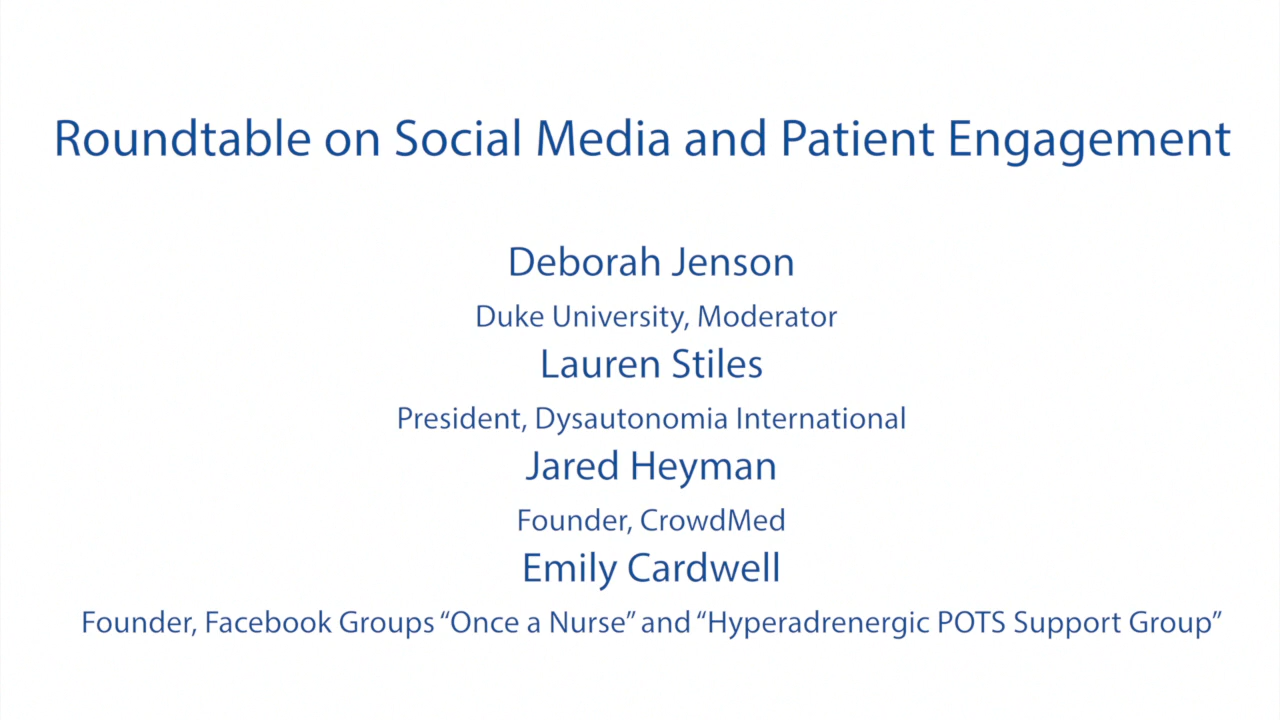 Roundtable on Social Media and Patient Engagement
Deborah Jenson
Duke University, Moderator
Lauren Stiles
President, Dysautonomia International
Jared Heyman
Founder, CrowdMed
Emily Cardwell
Founder, Facebook Groups “Once a Nurse” and “Hyperadrenergic POTS Support Group”